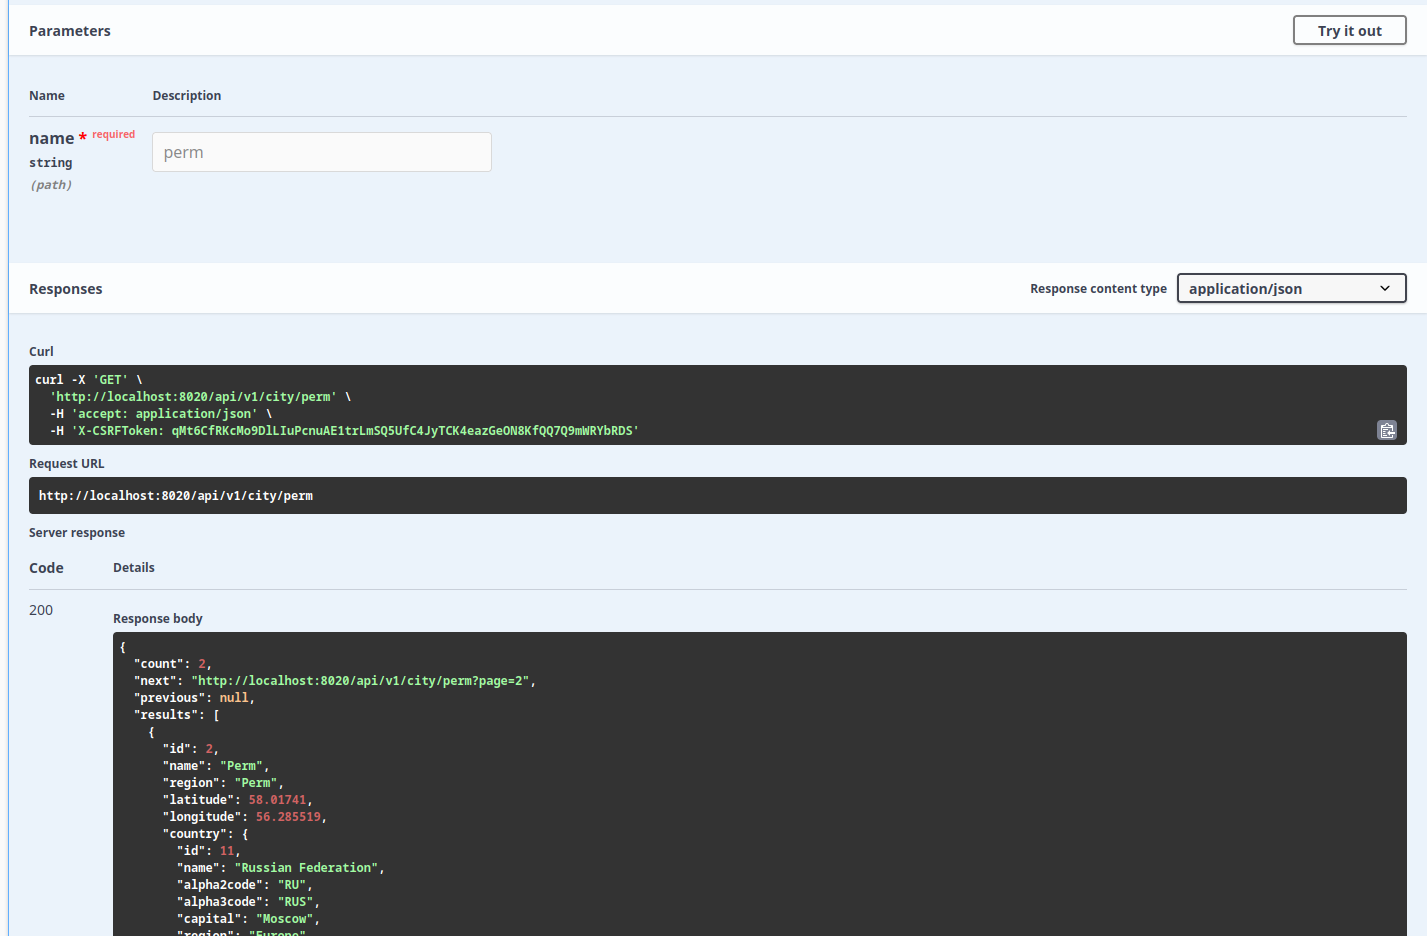 Parameters
Try it out
Name Description
name * required
string
(path)
perm
Responses
Response content type application/json
Curl
curl -X 'GET' \
'http://localhost:8020/api/v1/city/perm' \
-H 'accept: application/json' \
-H 'X-CSRFToken: qMt6CfRKcMo9DlLIuPcnuAE1trLmSQ5UfC4JyTCK4eazGeON8KfQQ7Q9mWRYbRDS'
Request URL
http://localhost:8020/api/v1/city/perm
Server response
Code Details
200
Response body
{
"count": 2,
"next": "http://localhost:8020/api/v1/city/perm?page=2",
"previous": null,
"results": [
{
"id": 2,
"name": "Perm",
"region": "Perm",
"latitude": 58.01741,
"longitude": 56.285519,
"country": {
"id": 11,
"name": "Russian Federation",
"alpha2code": "RU",
"alpha3code": "RUS",
"capital": "Moscow",
"region": "Europe"